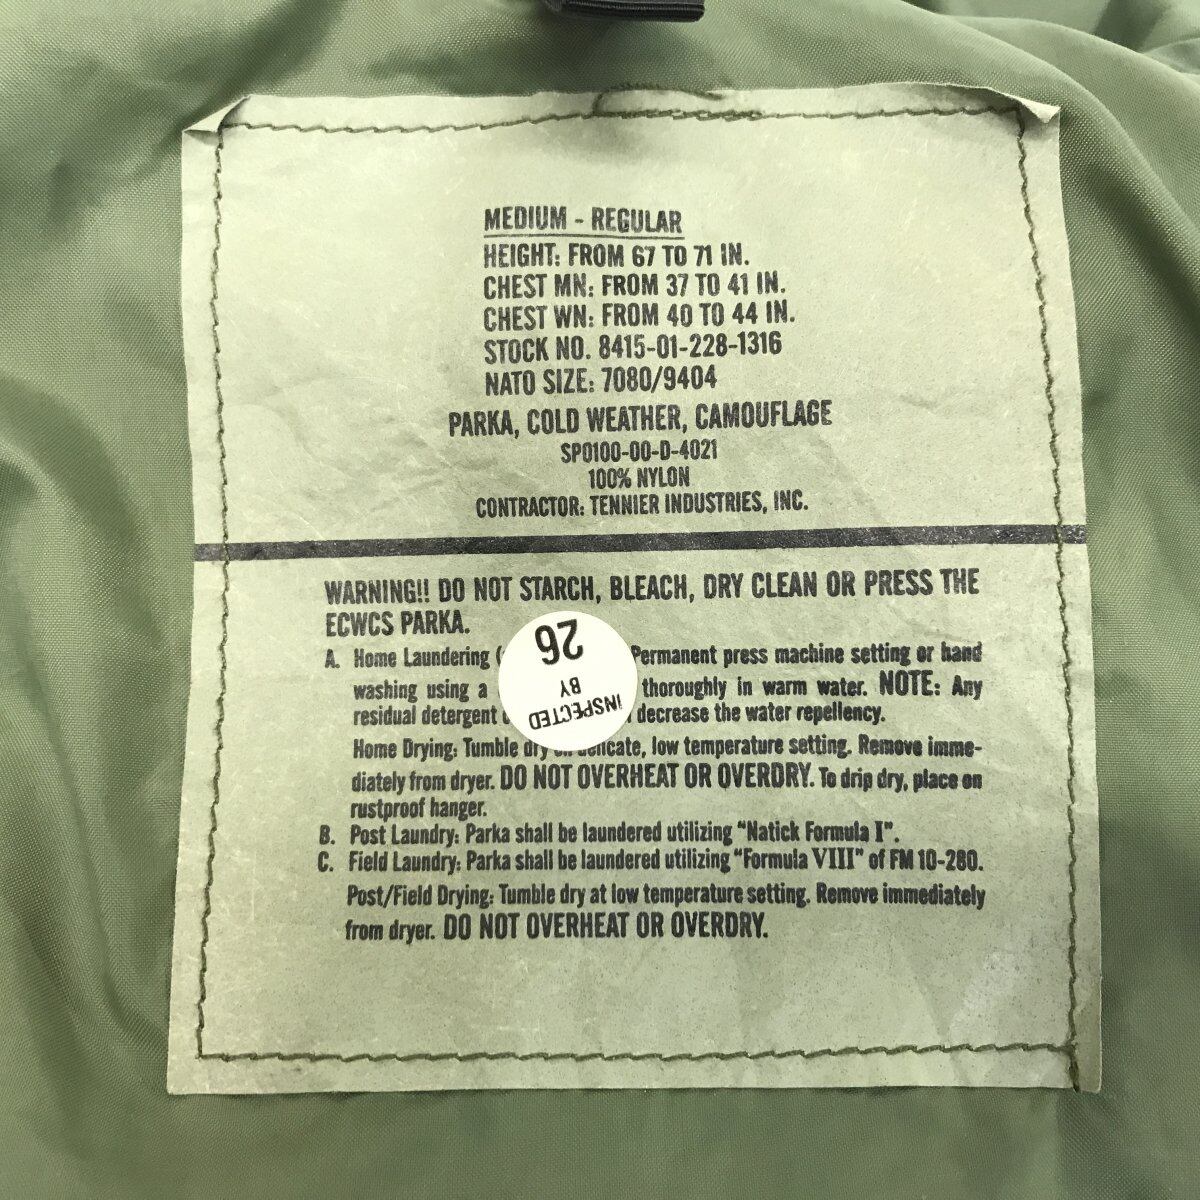 MEDIUM - REGULAR
HEIGHT: FROM 67 TO 71 IN.
CHEST MN: FROM 37 TO 41 IN.
CHEST WN: FROM 40 TO 44 IN.
STOCK NO. 8415-01-228-1316
NATO SIZE: 7080/9404
PARKA, COLD WEATHER, CAMOUFLAGE
SP0100-00-D-4021
100% NYLON
CONTRACTOR: TENNIER INDUSTRIES, INC.
WARNING!! DO NOT STARCH, BLEACH, DRY CLEAN OR PRESS THE
ECWCS PARKA.
A. Home Laundering ( Permanent press machine setting or hand
washing using a thoroughly in warm water. NOTE: Any
residual detergent decrease the water repellency.
Home Drying: Tumble dry on delicate, low temperature setting. Remove imme-
diately from dryer. DO NOT OVERHEAT OR OVERDRY. To drip dry, place on
rustproof hanger.
B. Post Laundry: Parka shall be laundered utilizing "Natick Formula I".
C. Field Laundry: Parka shall be laundered utilizing "Formula VIII" of FM 10-280.
Post/Field Drying: Tumble dry at low temperature setting. Remove immediately
from dryer. DO NOT OVERHEAT OR OVERDRY.
INSPECTED
BY
26